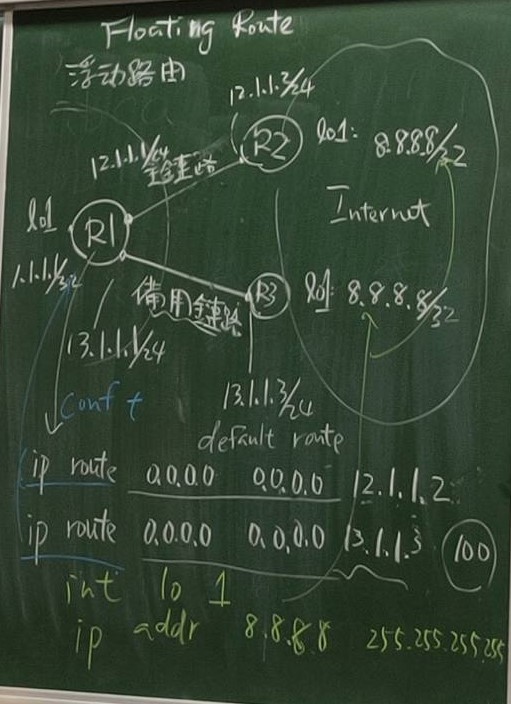 Floating Route
浮动路由
12.1.1.2/24
R2
lo1: 8.8.8.8/32
12.1.1.1/24
主鏈路
Internet
lo1
R1
1.1.1.1/32
備用鏈路
R3
lo1: 8.8.8.8/32
13.1.1.1/24
13.1.1.3/24
Conf t
default route
ip route 0.0.0.0 0.0.0.0 12.1.1.2
ip route 0.0.0.0 0.0.0.0 13.1.1.3 100
int lo 1
ip addr 8.8.8.8 255.255.255.255